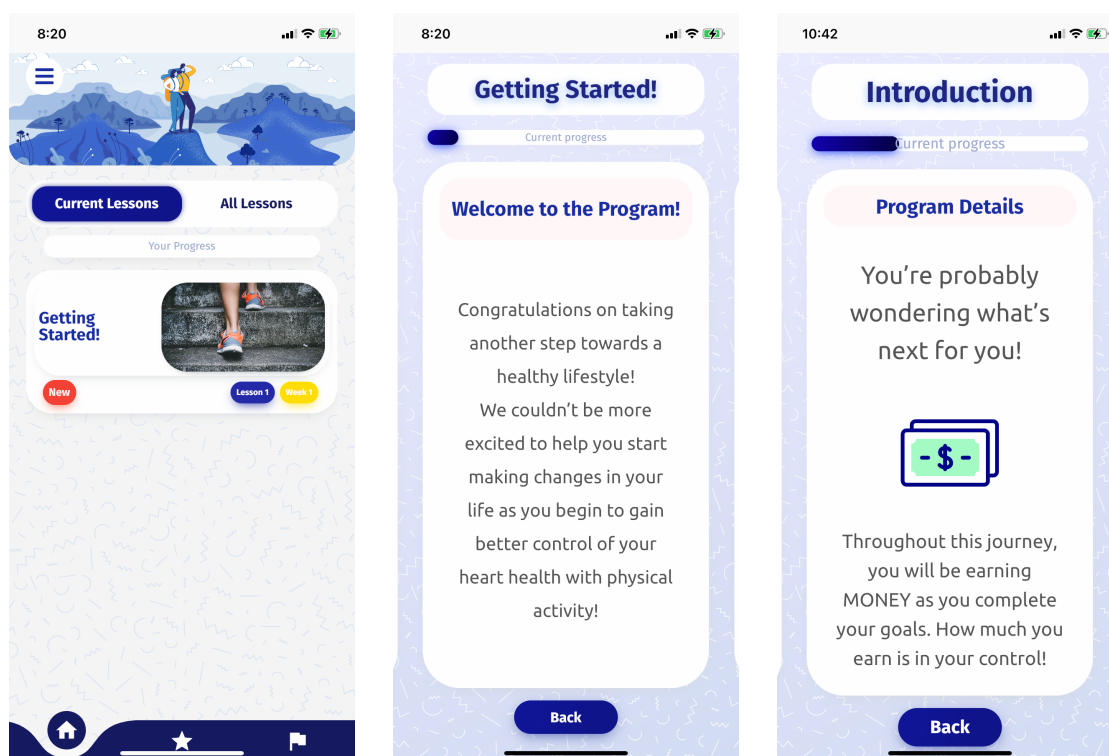 8:20
Current Lessons
All Lessons
Your Progress
Getting
Started!
New
Lesson 1
Week 1
8:20
Getting Started!
Current progress
Welcome to the Program!
Congratulations on taking
another step towards a
healthy lifestyle!
We couldn't be more
excited to help you start
making changes in your
life as you begin to gain
better control of your
heart health with physical
activity!
Back
10:42
Introduction
Current progress
Program Details
You're probably
wondering what's
next for you!
- $ -
Throughout this journey,
you will be earning
MONEY as you complete
your goals. How much you
earn is in your control!
Back